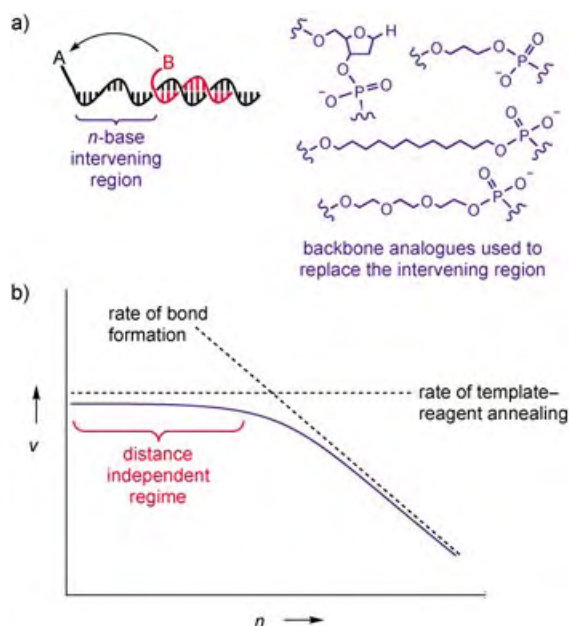 a)
A
B
n-base
intervening
region
O
O
O
P
O
O−
H
O
O
P
O
O−
O
O
P
O
O−
O
O
O
O
P
O
O−
backbone analogues used to
replace the intervening region
b)
rate of bond
formation
rate of template–
reagent annealing
v
distance
independent
regime
n